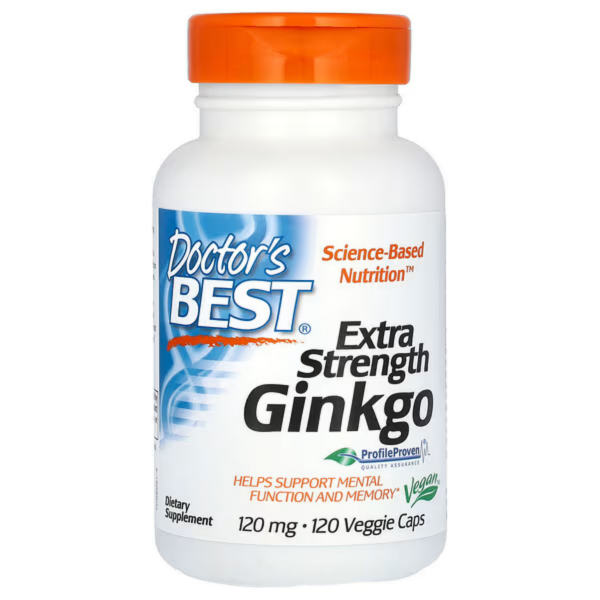 Doctor's
BEST®
Science-Based
Nutrition™
Extra
Strength
Ginkgo
ProfileProven
QUALITY ASSURANCE
HELPS SUPPORT MENTAL
FUNCTION AND MEMORY*
Vegan
Dietary
Supplement
120 mg • 120 Veggie Caps